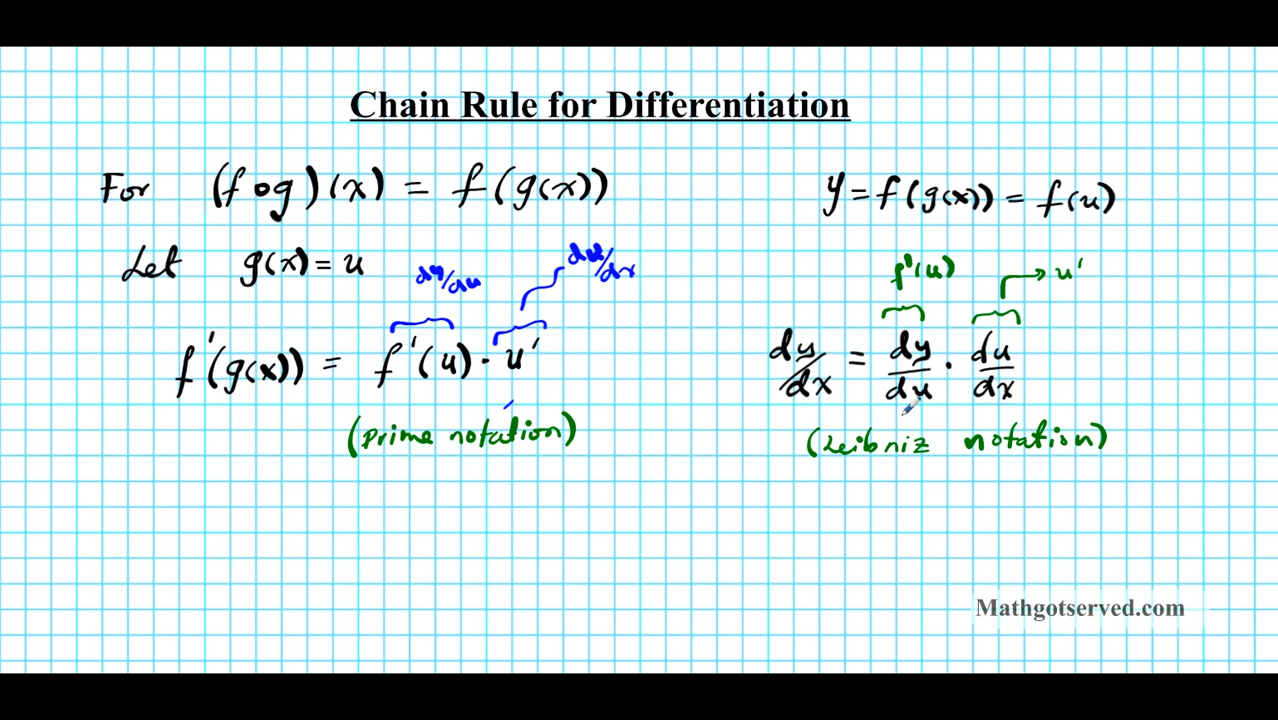 Chain Rule for Differentiation
For (f o g)(x) = f(g(x))
Let g(x) = u
dy/du
du/dx
f'(g(x)) = f'(u) · u'
(prime notation)
y = f(g(x)) = f(u)
f'(u)
→ u'
dy/dx = dy/du · du/dx
(Leibniz notation)
Mathgotserved.com